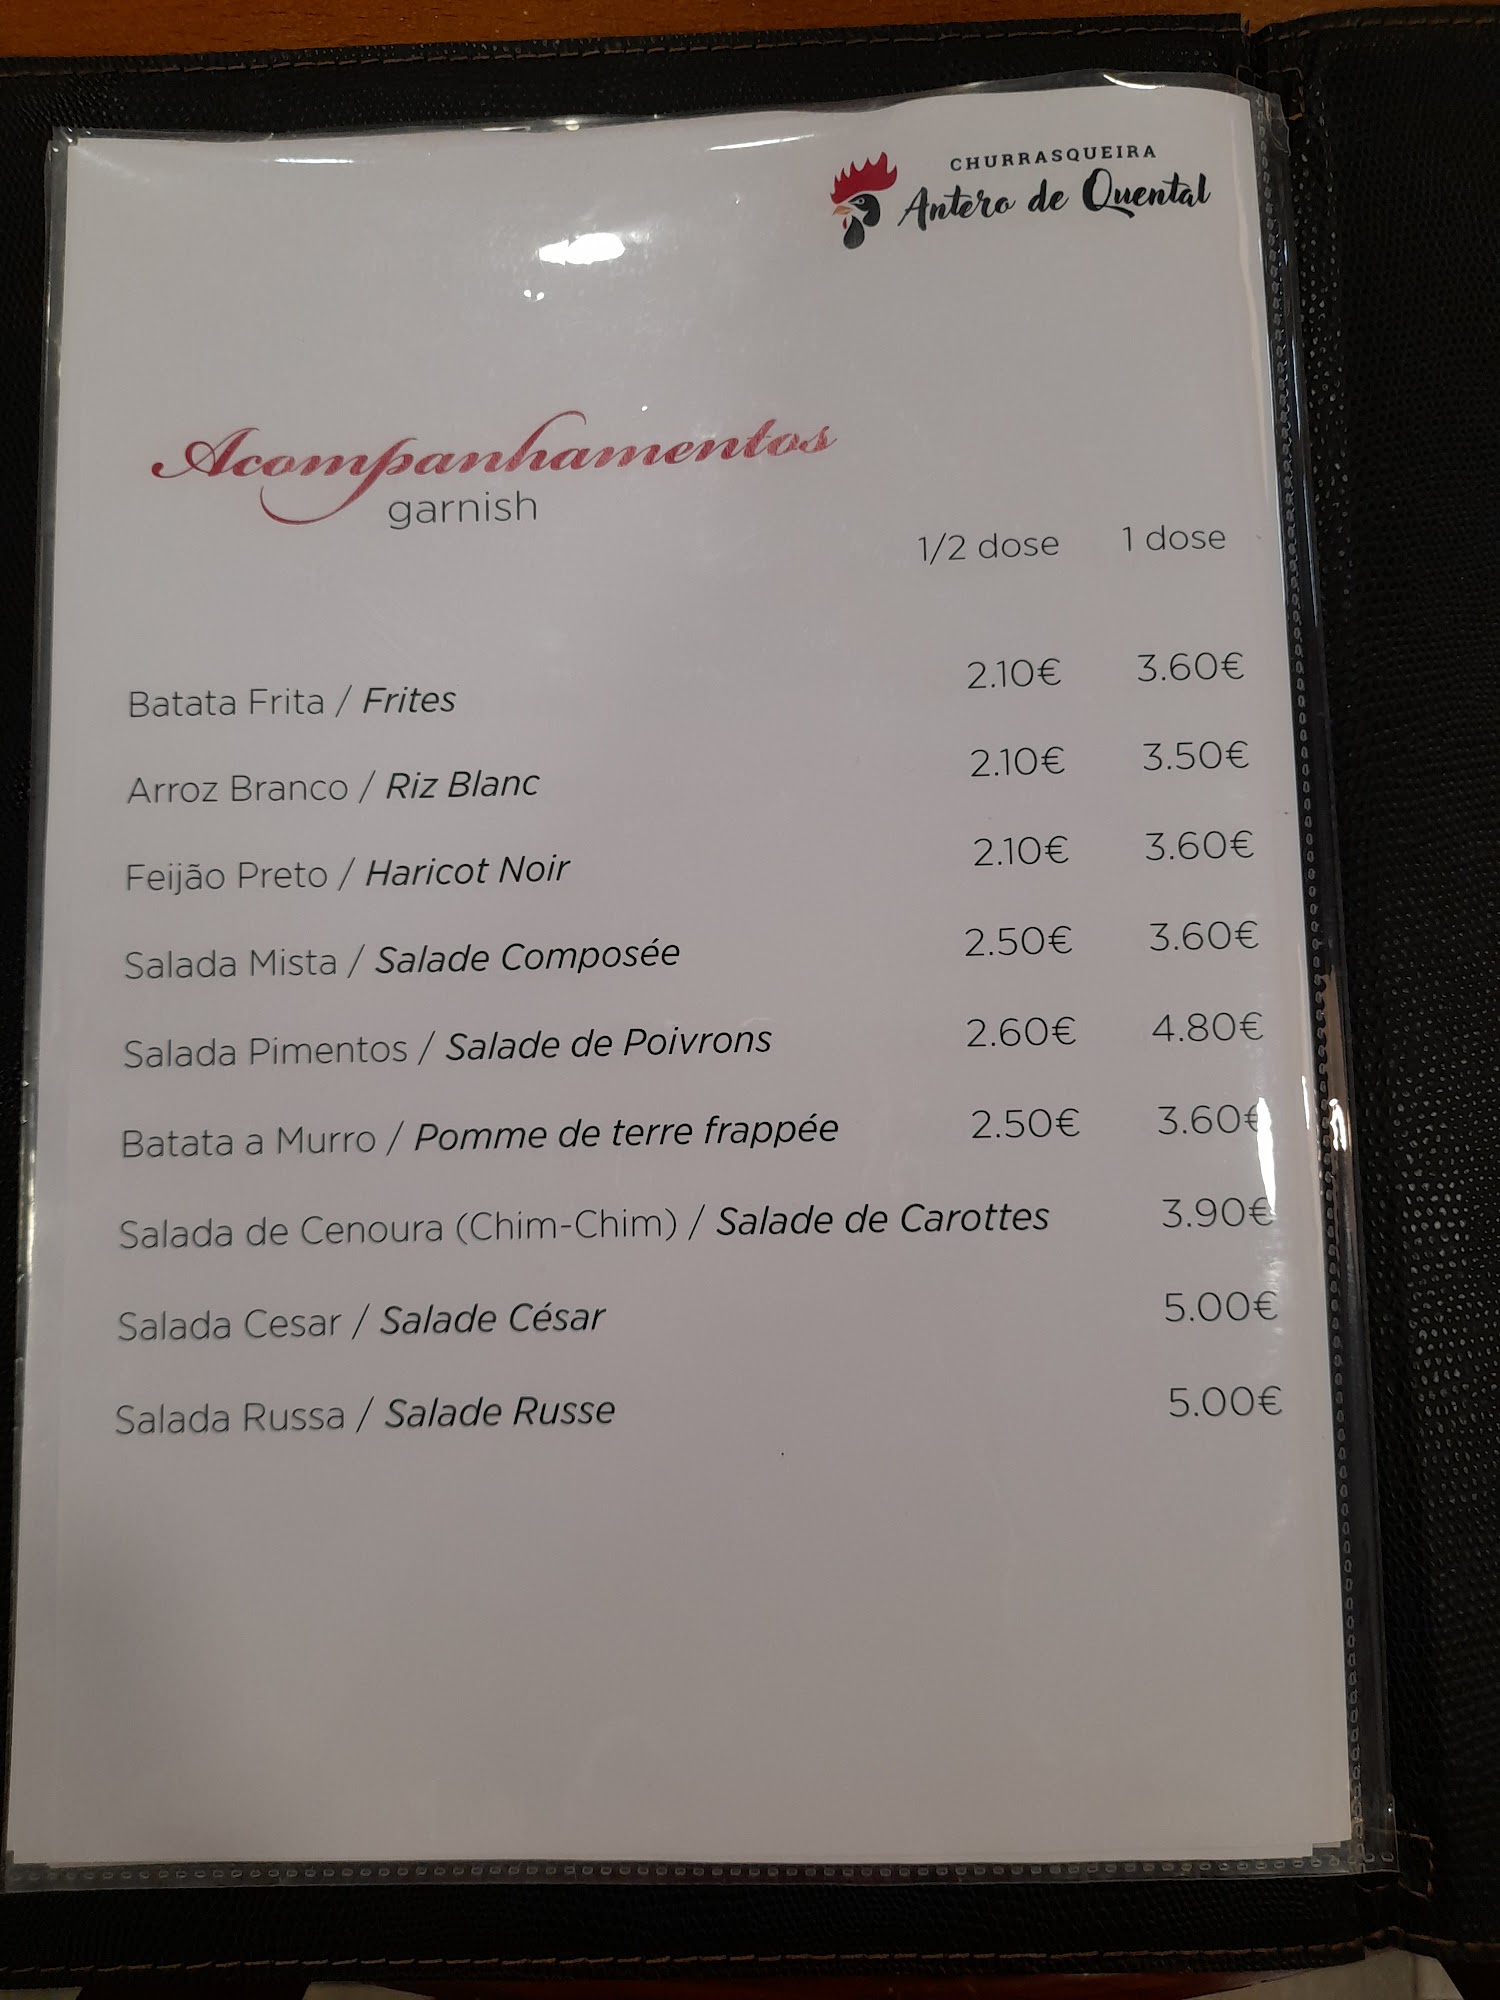 CHURRASQUEIRA
Antero de Quental
Acompanhamentos
garnish
1/2 dose 1 dose
Batata Frita / Frites 2.10€ 3.60€
Arroz Branco / Riz Blanc 2.10€ 3.50€
Feijão Preto / Haricot Noir 2.10€ 3.60€
Salada Mista / Salade Composée 2.50€ 3.60€
Salada Pimentos / Salade de Poivrons 2.60€ 4.80€
Batata a Murro / Pomme de terre frappée 2.50€ 3.60€
Salada de Cenoura (Chim-Chim) / Salade de Carottes 3.90€
Salada Cesar / Salade César 5.00€
Salada Russa / Salade Russe 5.00€